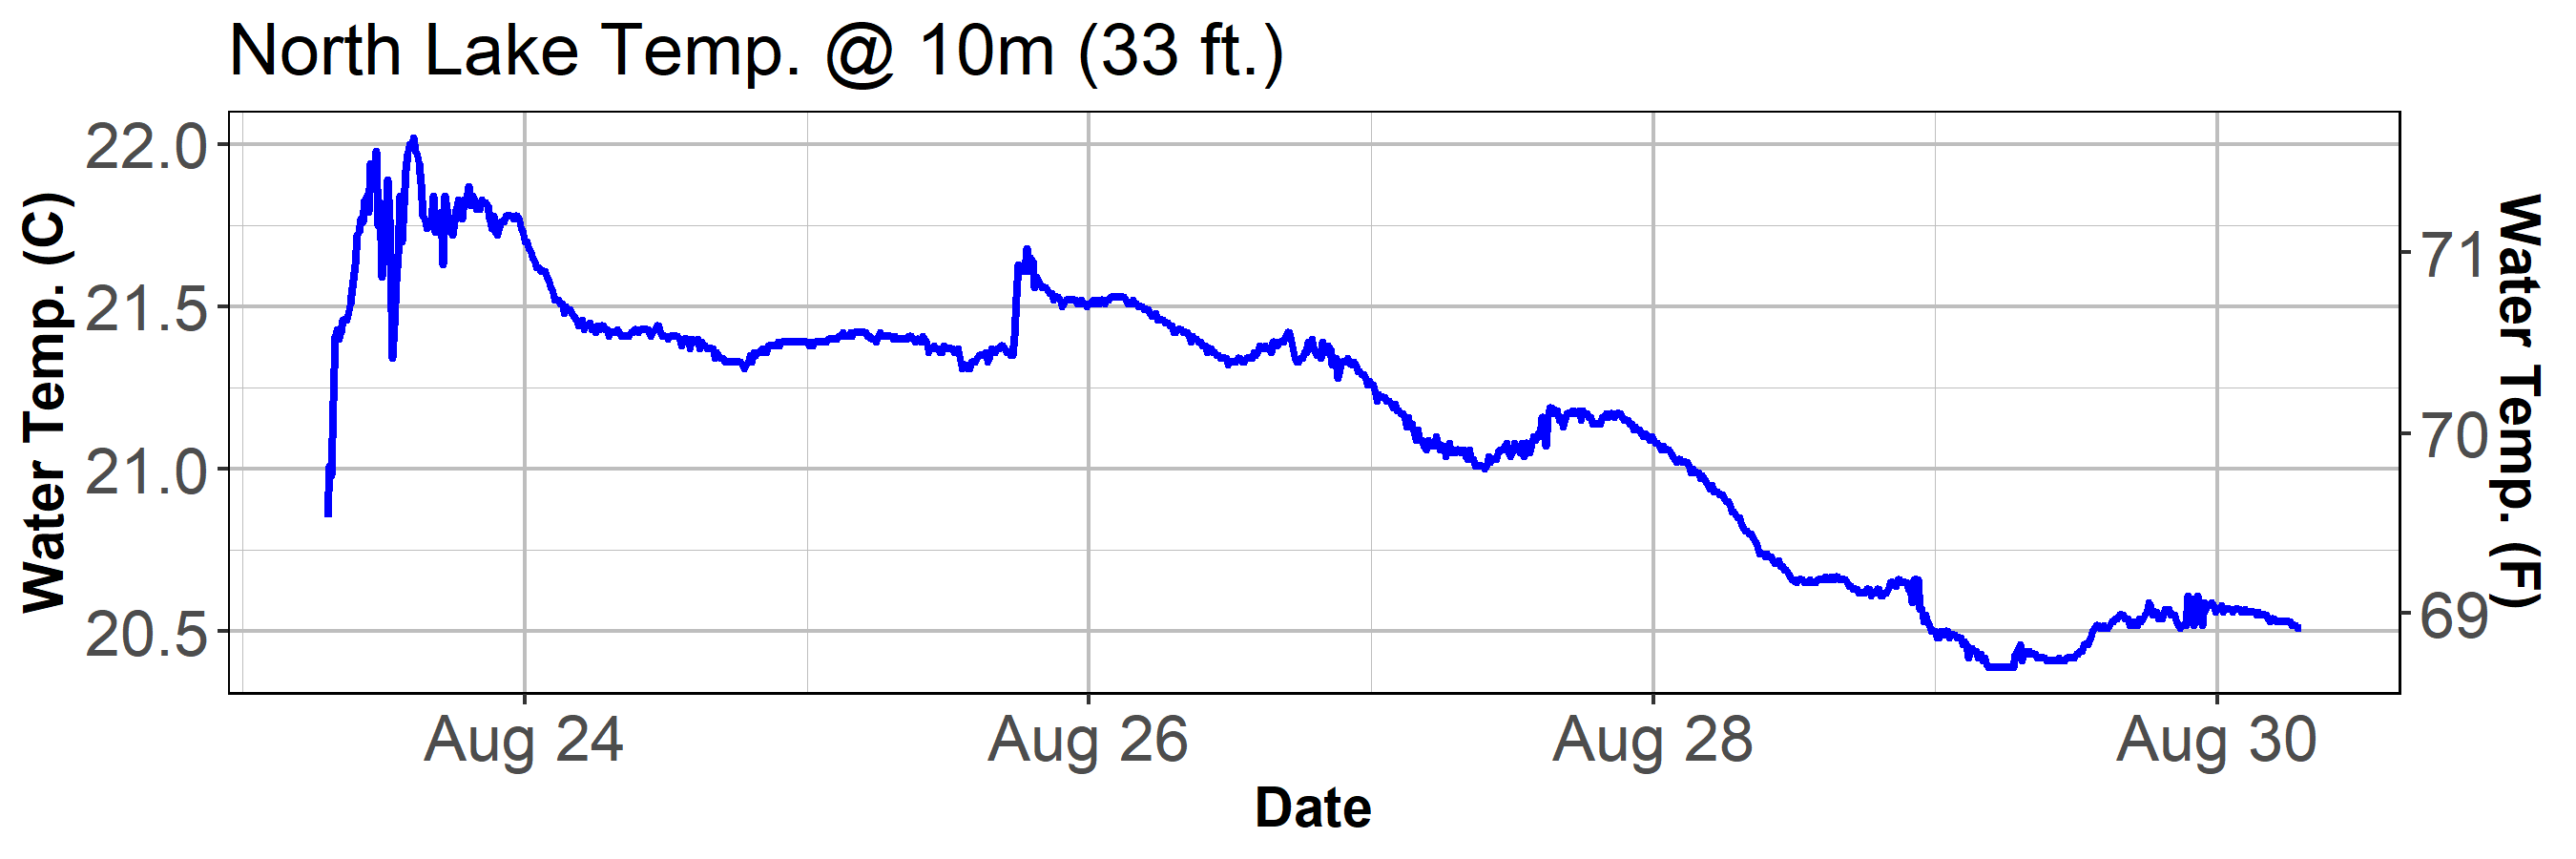 North Lake Temp. @ 10m (33 ft.)
Water Temp. (C)
22.0
21.5
21.0
20.5
71
70
69
Water Temp. (F)
Aug 24
Aug 26
Aug 28
Aug 30
Date